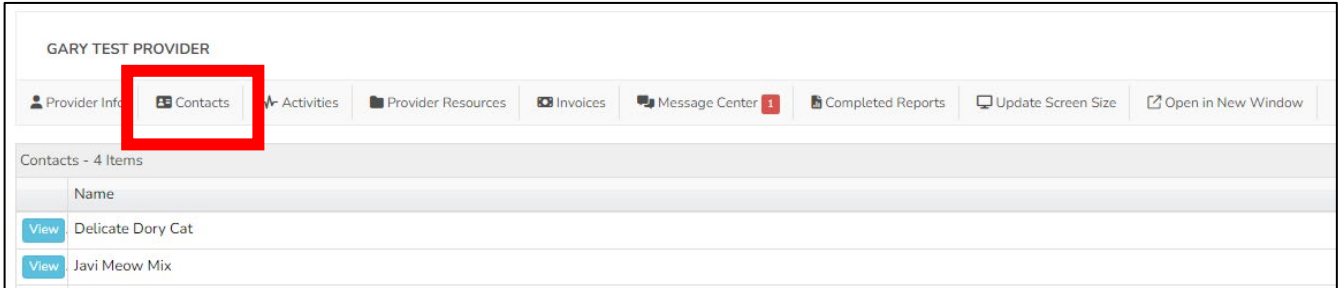 GARY TEST PROVIDER
Provider Info Contacts Activities Provider Resources Invoices Message Center 1 Completed Reports Update Screen Size Open in New Window
Contacts - 4 Items
Name
View Delicate Dory Cat
View Javi Meow Mix